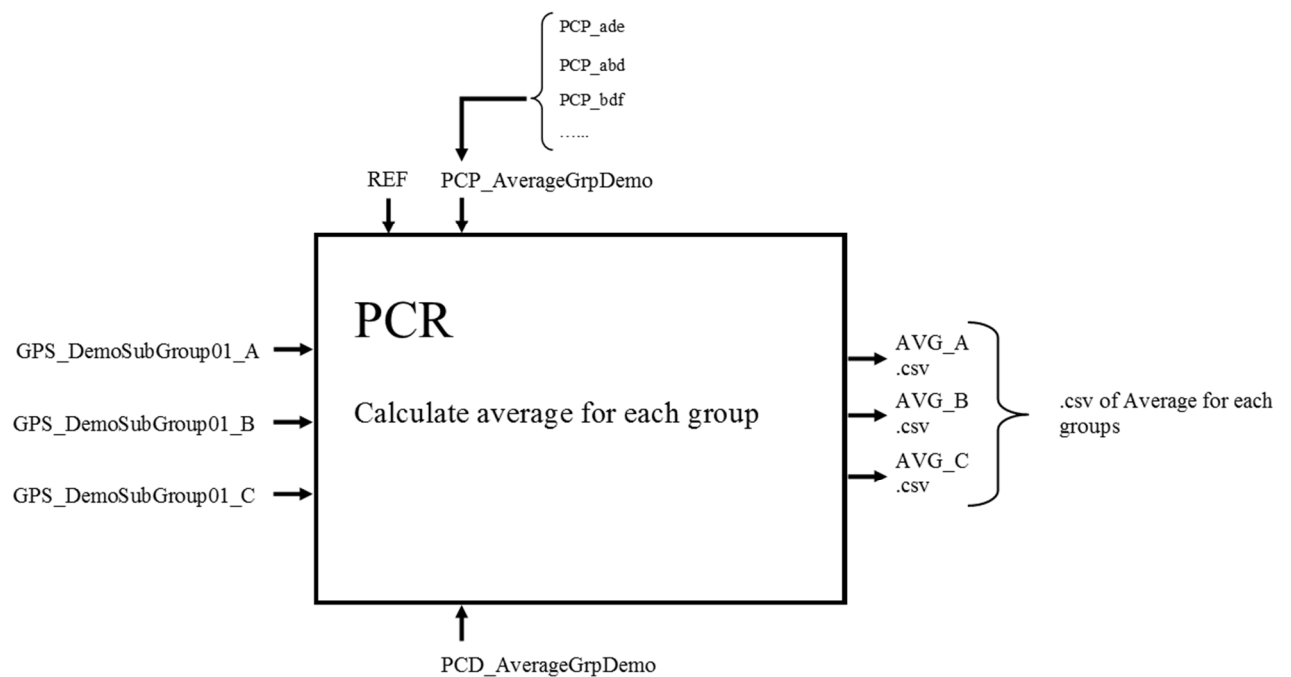 PCP_ade
PCP_abd
PCP_bdf
…...
REF
PCP_AverageGrpDemo
PCR
Calculate average for each group
GPS_DemoSubGroup01_A
GPS_DemoSubGroup01_B
GPS_DemoSubGroup01_C
AVG_A
.csv
AVG_B
.csv
AVG_C
.csv
.csv of Average for each
groups
PCD_AverageGrpDemo